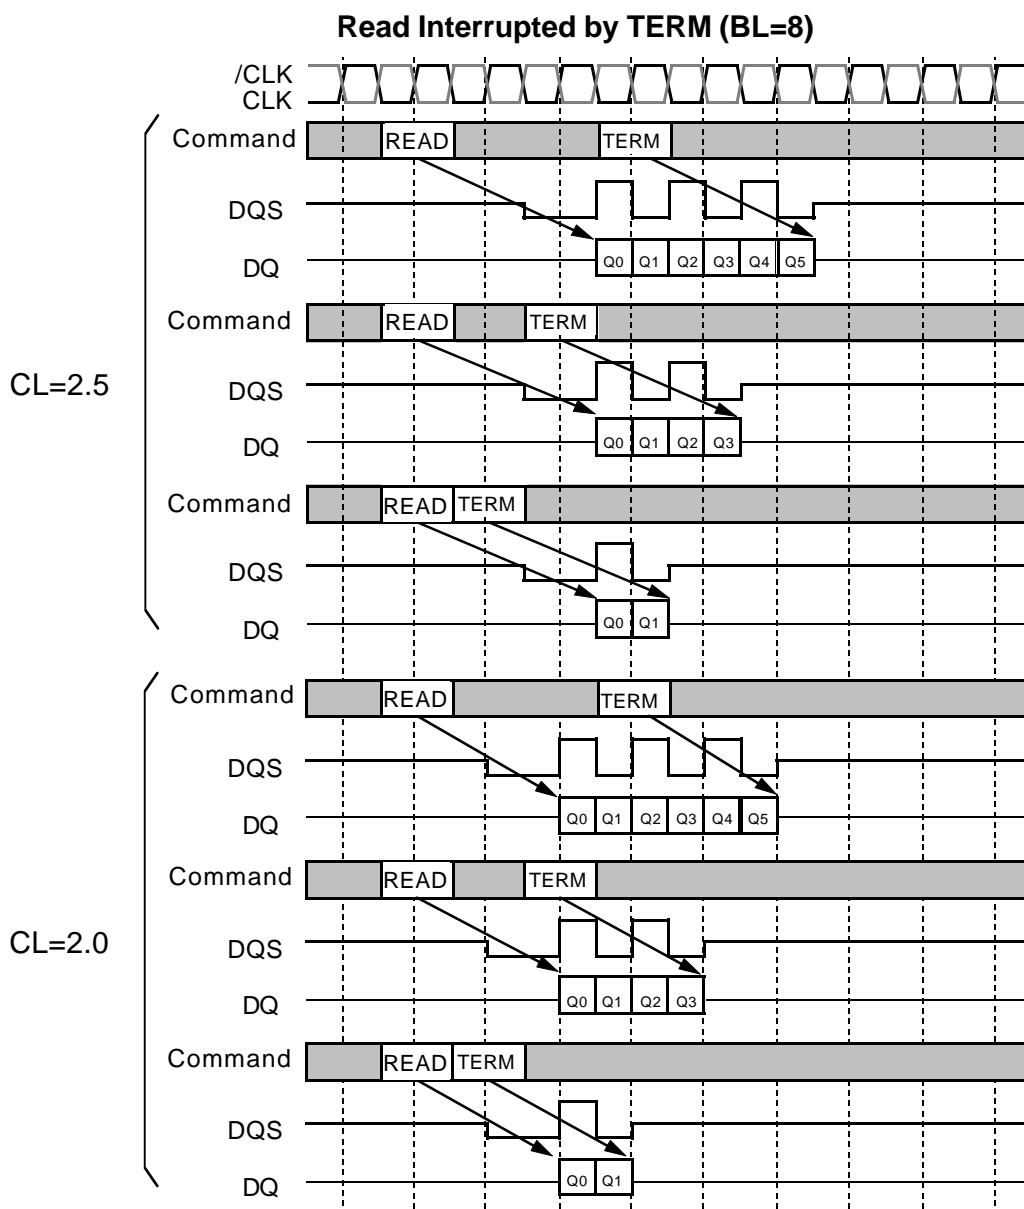 Read Interrupted by TERM (BL=8)
/CLK
CLK
Command READ TERM
DQS
DQ Q0 Q1 Q2 Q3 Q4 Q5
Command READ TERM
CL=2.5
DQS
DQ Q0 Q1 Q2 Q3
Command READ TERM
DQS
DQ Q0 Q1
Command READ TERM
DQS
DQ Q0 Q1 Q2 Q3 Q4 Q5
Command READ TERM
CL=2.0
DQS
DQ Q0 Q1 Q2 Q3
Command READ TERM
DQS
DQ Q0 Q1